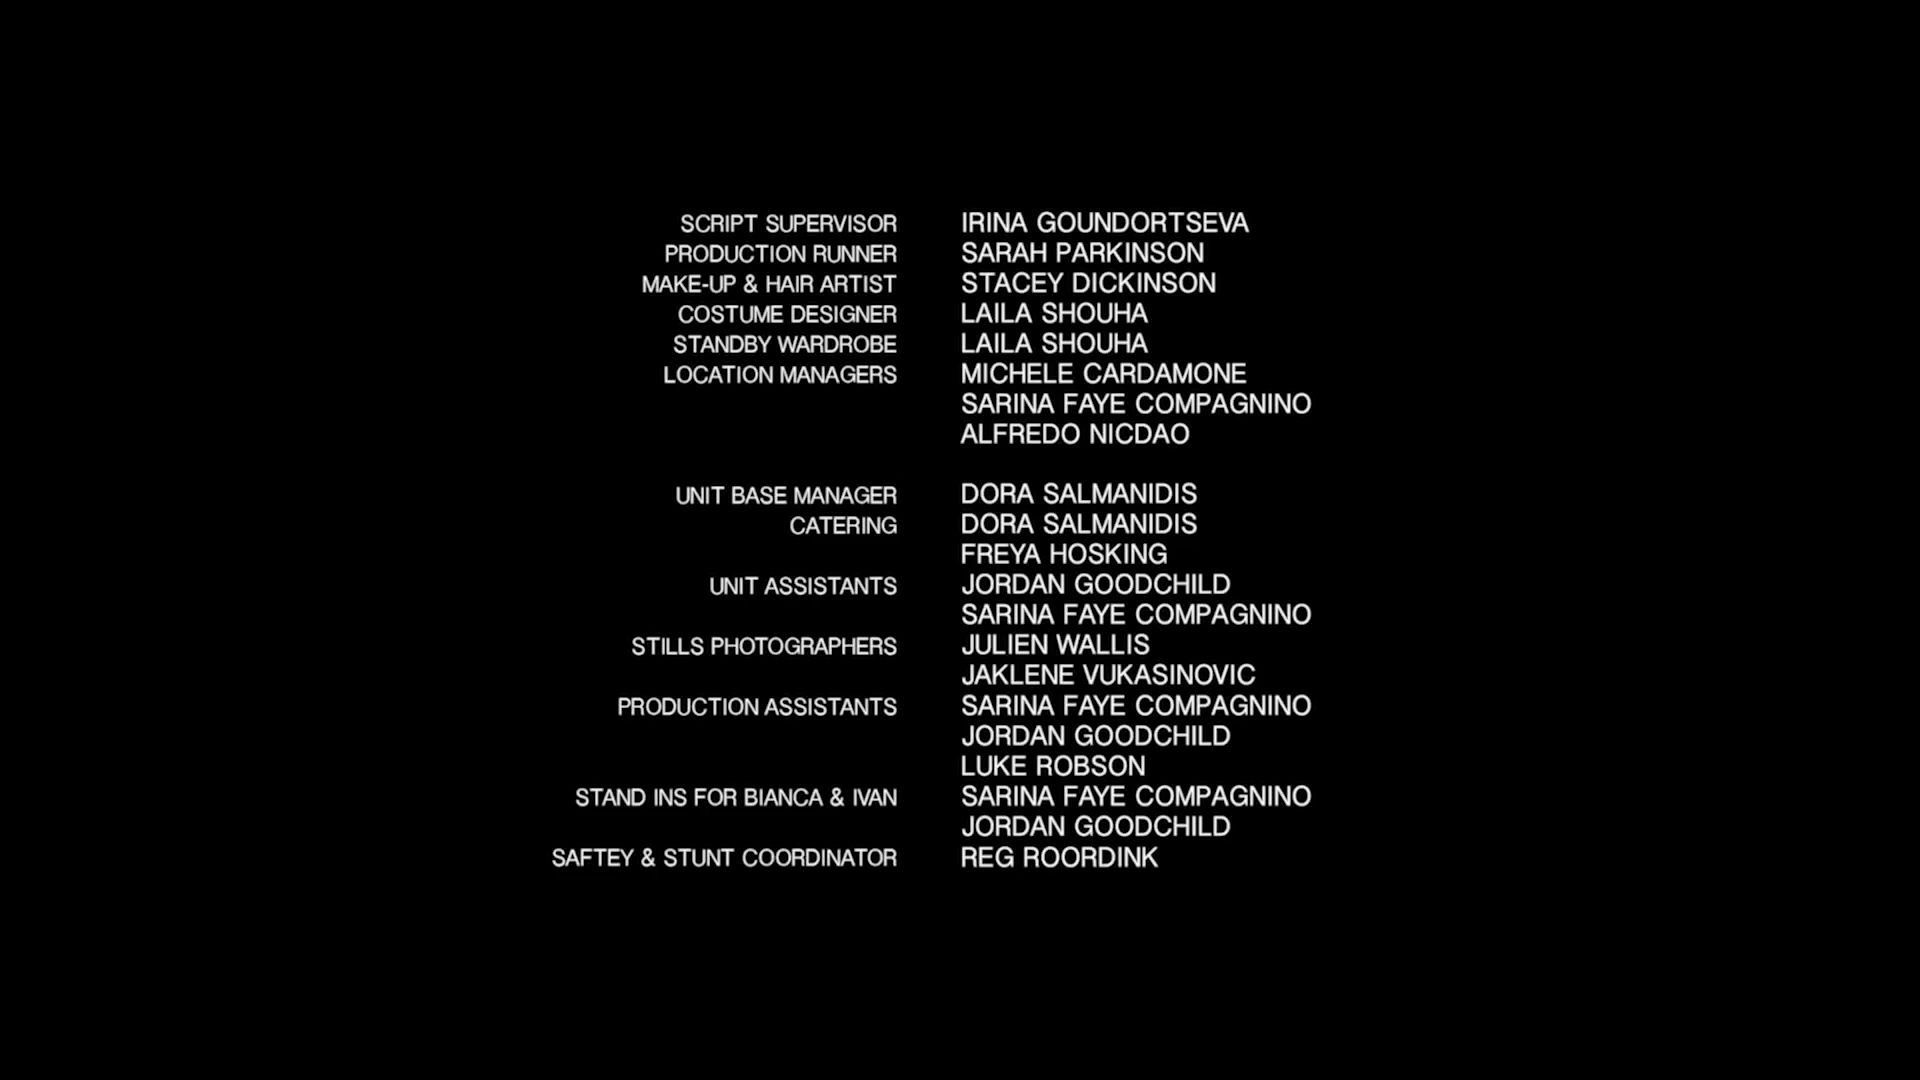 SCRIPT SUPERVISOR IRINA GOUNDORTSEVA
PRODUCTION RUNNER SARAH PARKINSON
MAKE-UP & HAIR ARTIST STACEY DICKINSON
COSTUME DESIGNER LAILA SHOUHA
STANDBY WARDROBE LAILA SHOUHA
LOCATION MANAGERS MICHELE CARDAMONE
SARINA FAYE COMPAGNINO
ALFREDO NICDAO
UNIT BASE MANAGER DORA SALMANIDIS
CATERING DORA SALMANIDIS
FREYA HOSKING
UNIT ASSISTANTS JORDAN GOODCHILD
SARINA FAYE COMPAGNINO
STILLS PHOTOGRAPHERS JULIEN WALLIS
JAKLENE VUKASINOVIC
PRODUCTION ASSISTANTS SARINA FAYE COMPAGNINO
JORDAN GOODCHILD
LUKE ROBSON
STAND INS FOR BIANCA & IVAN SARINA FAYE COMPAGNINO
JORDAN GOODCHILD
SAFTEY & STUNT COORDINATOR REG ROORDINK